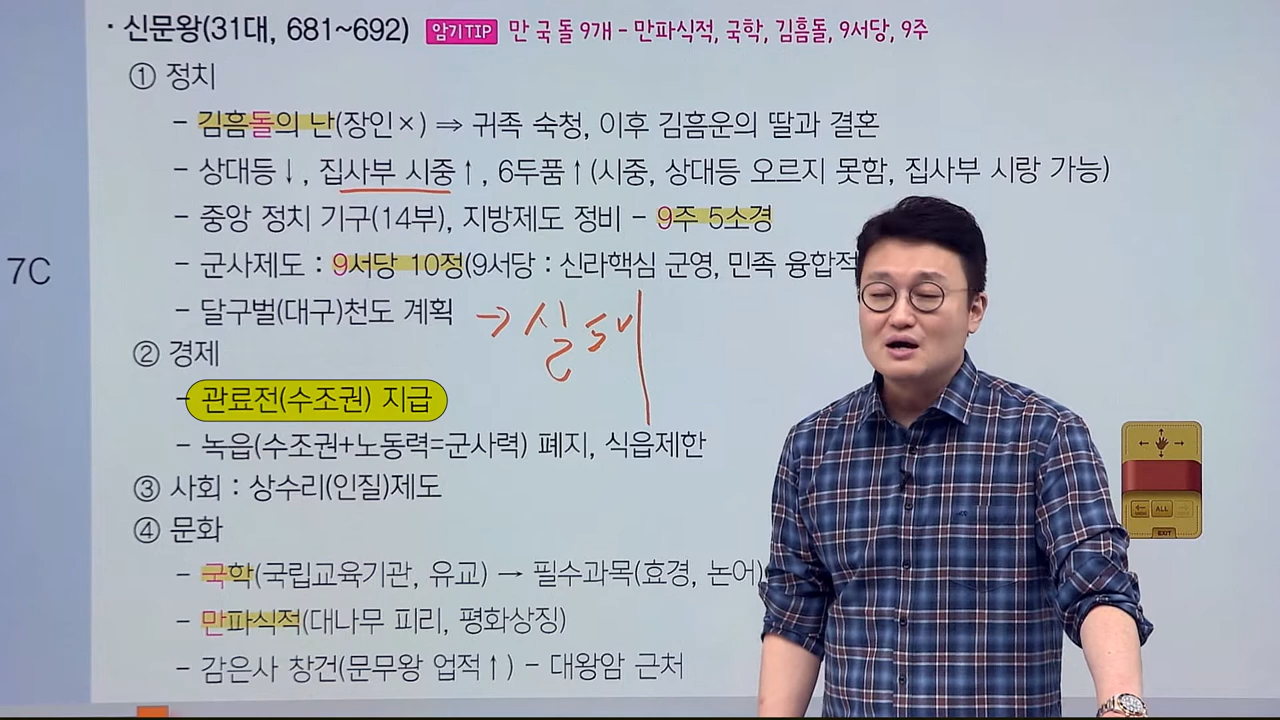 · 신문왕(31대, 681~692) 암기TIP 만 국 돌 9개 - 만파식적, 국학, 김흠돌, 9서당, 9주
① 정치
- 김흠돌의 난(장인×) ⇒ 귀족 숙청, 이후 김흠운의 딸과 결혼
- 상대등↓, 집사부 시중↑, 6두품↑(시중, 상대등 오르지 못함, 집사부 시랑 가능)
- 중앙 정치 기구(14부), 지방제도 정비 - 9주 5소경
7C
- 군사제도 : 9서당 10정(9서당 : 신라핵심 군영, 민족 융합적
- 달구벌(대구)천도 계획 → 실패
② 경제
- 관료전(수조권) 지급
- 녹읍(수조권+노동력=군사력) 폐지, 식읍제한
③ 사회 : 상수리(인질)제도
④ 문화
- 국학(국립교육기관, 유교) → 필수과목(효경, 논어)
- 만파식적(대나무 피리, 평화상징)
- 감은사 창건(문무왕 업적↑) - 대왕암 근처
ALL
EXIT